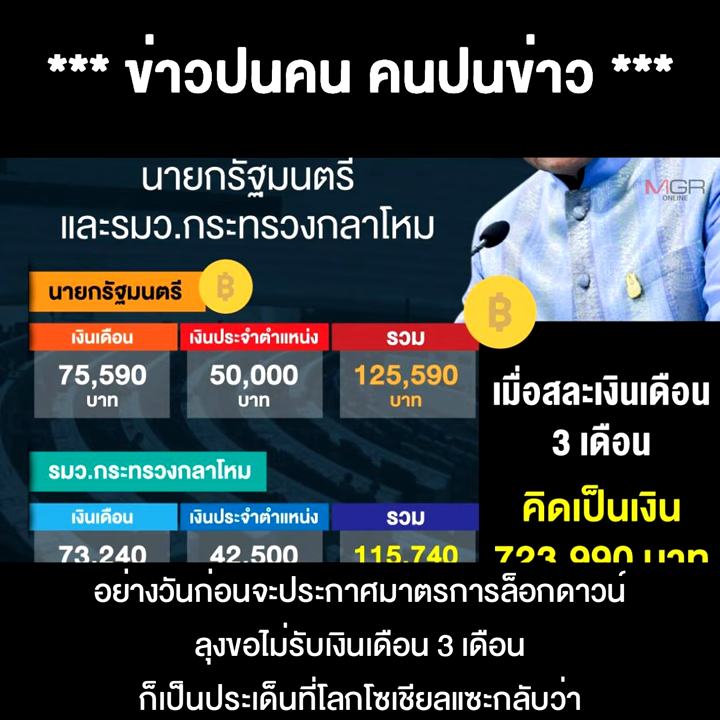 *** ข่าวปนคน คนปนข่าว ***
นายกรัฐมนตรี
และรมว.กระทรวงกลาโหม
MGR
ONLINE
นายกรัฐมนตรี
เงินเดือน เงินประจำตำแหน่ง รวม
75,590 50,000 125,590
บาท บาท บาท
เมื่อสละเงินเดือน
3 เดือน
คิดเป็นเงิน
723,990 บาท
รมว.กระทรวงกลาโหม
เงินเดือน เงินประจำตำแหน่ง รวม
73,240 42,500 115,740
อย่างวันก่อนจะประกาศมาตรการล็อกดาวน์
ลุงขอไม่รับเงินเดือน 3 เดือน
ก็เป็นประเด็นที่โลกโซเชียลแซะกลับว่า